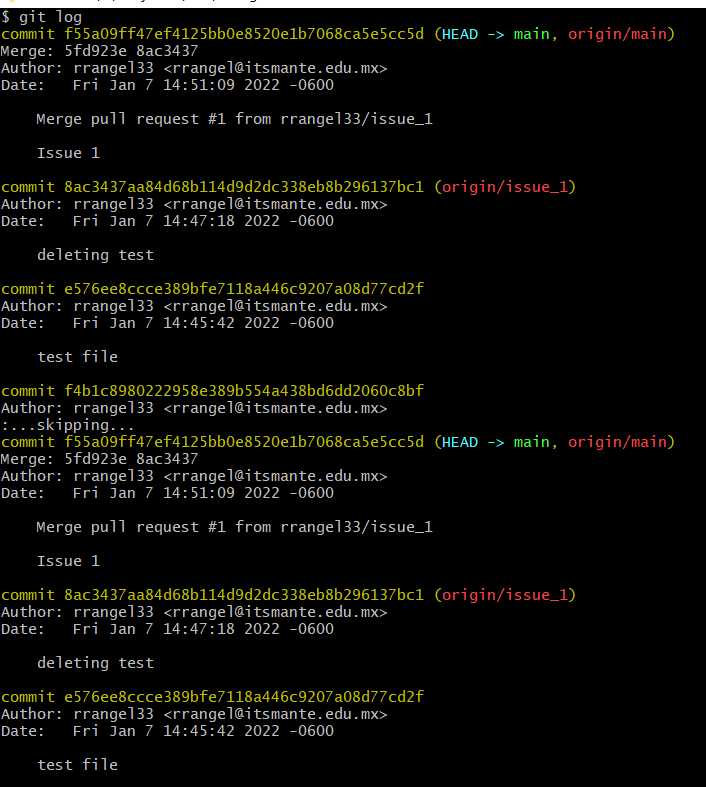 $ git log
commit f55a09ff47ef4125bb0e8520e1b7068ca5e5cc5d (HEAD -> main, origin/main)
Merge: 5fd923e 8ac3437
Author: rrangel33 <rrangel@itsmante.edu.mx>
Date:   Fri Jan 7 14:51:09 2022 -0600
    Merge pull request #1 from rrangel33/issue_1
    Issue 1
commit 8ac3437aa84d68b114d9d2dc338eb8b296137bc1 (origin/issue_1)
Author: rrangel33 <rrangel@itsmante.edu.mx>
Date:   Fri Jan 7 14:47:18 2022 -0600
    deleting test
commit e576ee8ccce389bfe7118a446c9207a08d77cd2f
Author: rrangel33 <rrangel@itsmante.edu.mx>
Date:   Fri Jan 7 14:45:42 2022 -0600
    test file
commit f4b1c8980222958e389b554a438bd6dd2060c8bf
Author: rrangel33 <rrangel@itsmante.edu.mx>
:...skipping...
commit f55a09ff47ef4125bb0e8520e1b7068ca5e5cc5d (HEAD -> main, origin/main)
Merge: 5fd923e 8ac3437
Author: rrangel33 <rrangel@itsmante.edu.mx>
Date:   Fri Jan 7 14:51:09 2022 -0600
    Merge pull request #1 from rrangel33/issue_1
    Issue 1
commit 8ac3437aa84d68b114d9d2dc338eb8b296137bc1 (origin/issue_1)
Author: rrangel33 <rrangel@itsmante.edu.mx>
Date:   Fri Jan 7 14:47:18 2022 -0600
    deleting test
commit e576ee8ccce389bfe7118a446c9207a08d77cd2f
Author: rrangel33 <rrangel@itsmante.edu.mx>
Date:   Fri Jan 7 14:45:42 2022 -0600
    test file